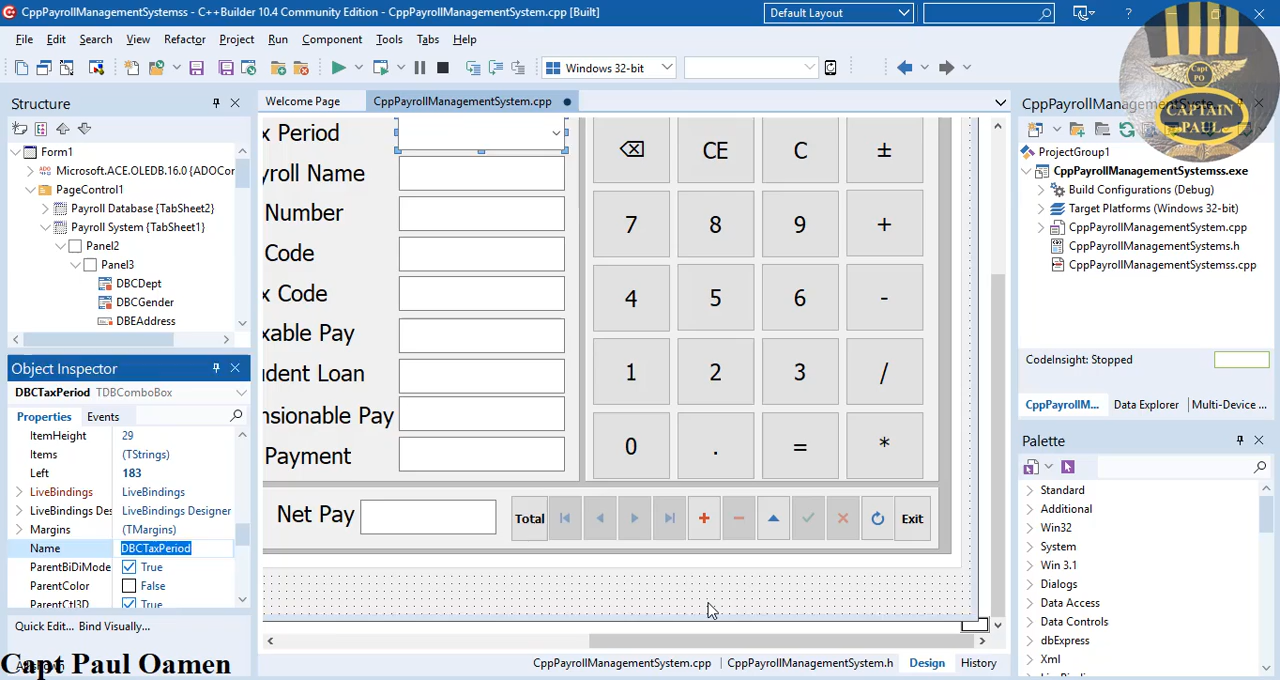 CppPayrollManagementSystemss - C++Builder 10.4 Community Edition - CppPayrollManagementSystem.cpp [Built]
Default Layout
?
File Edit Search View Refactor Project Run Component Tools Tabs Help
Windows 32-bit
Capt
PO
CAPTAIN
PAUL
Structure
Form1
Microsoft.ACE.OLEDB.16.0 {ADOCor
PageControl1
Payroll Database {TabSheet2}
Payroll System {TabSheet1}
Panel2
Panel3
DBCDept
DBCGender
DBEAddress
Object Inspector
DBCTaxPeriod TDBComboBox
Properties Events
ItemHeight 29
Items (TStrings)
Left 183
LiveBindings LiveBindings
LiveBindings Des LiveBindings Designer
Margins (TMargins)
Name DBCTaxPeriod
ParentBiDiMode True
ParentColor False
ParentCtl3D True
Quick Edit... Bind Visually...
Capt Paul Oamen
Welcome Page CppPayrollManagementSystem.cpp
x Period
yroll Name
Number
Code
x Code
xable Pay
udent Loan
nsionable Pay
Payment
CE C ±
7 8 9 +
4 5 6 -
1 2 3 /
0 . = *
Net Pay Total Exit
CppPayrollManagementSystem.cpp CppPayrollManagementSystem.h Design History
CppPayrollManagementSyste
ProjectGroup1
CppPayrollManagementSystemss.exe
Build Configurations (Debug)
Target Platforms (Windows 32-bit)
CppPayrollManagementSystem.cpp
CppPayrollManagementSystems.h
CppPayrollManagementSystemss.cpp
CodeInsight: Stopped
CppPayrollM... Data Explorer Multi-Device ...
Palette
Standard
Additional
Win32
System
Win 3.1
Dialogs
Data Access
Data Controls
dbExpress
Xml